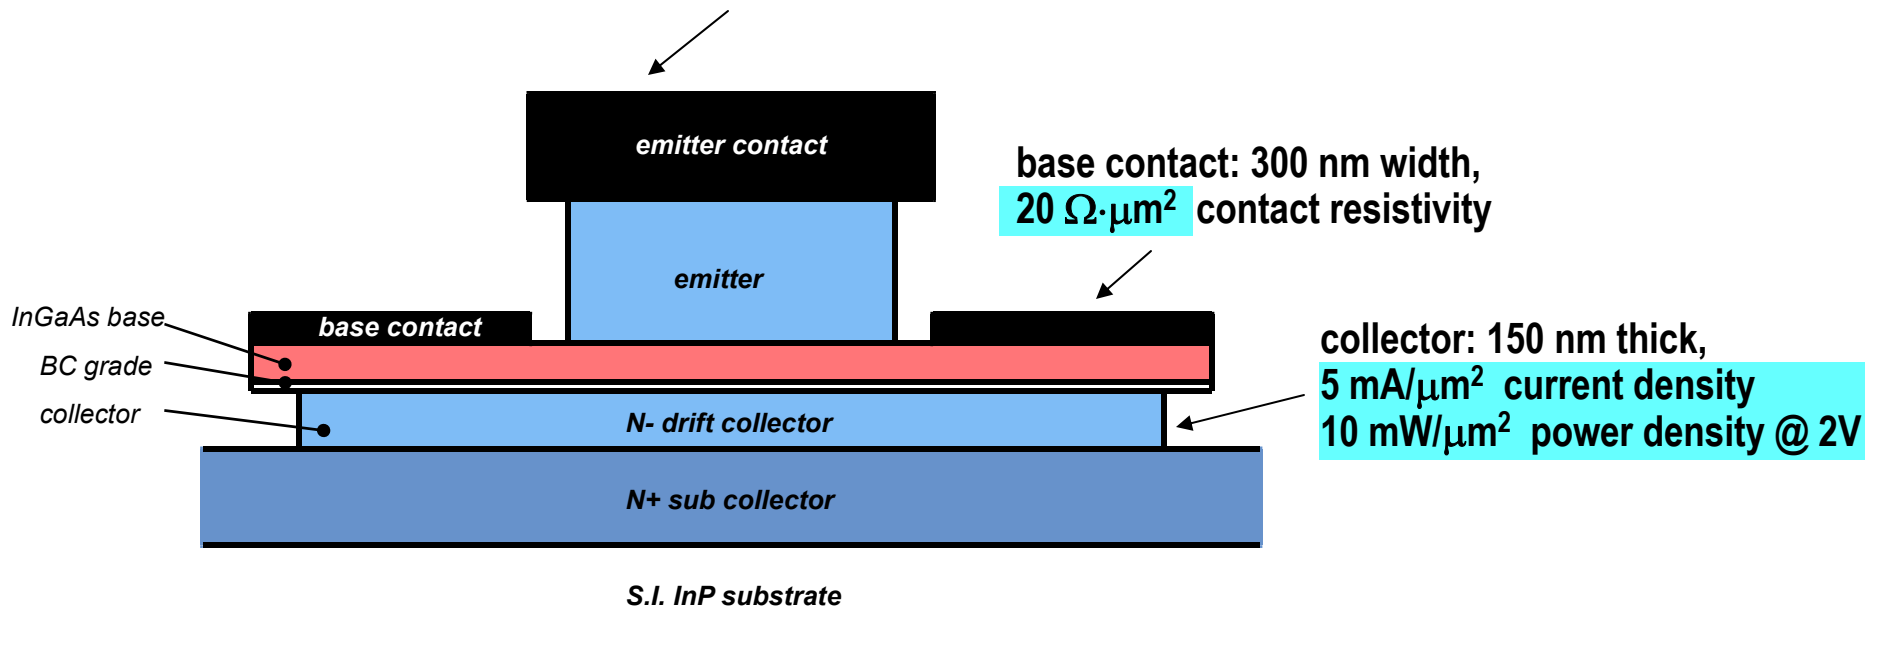 emitter contact
base contact: 300 nm width,
20 Ω·μm² contact resistivity
emitter
InGaAs base
base contact
BC grade
collector: 150 nm thick,
5 mA/μm² current density
10 mW/μm² power density @ 2V
collector
N- drift collector
N+ sub collector
S.I. InP substrate